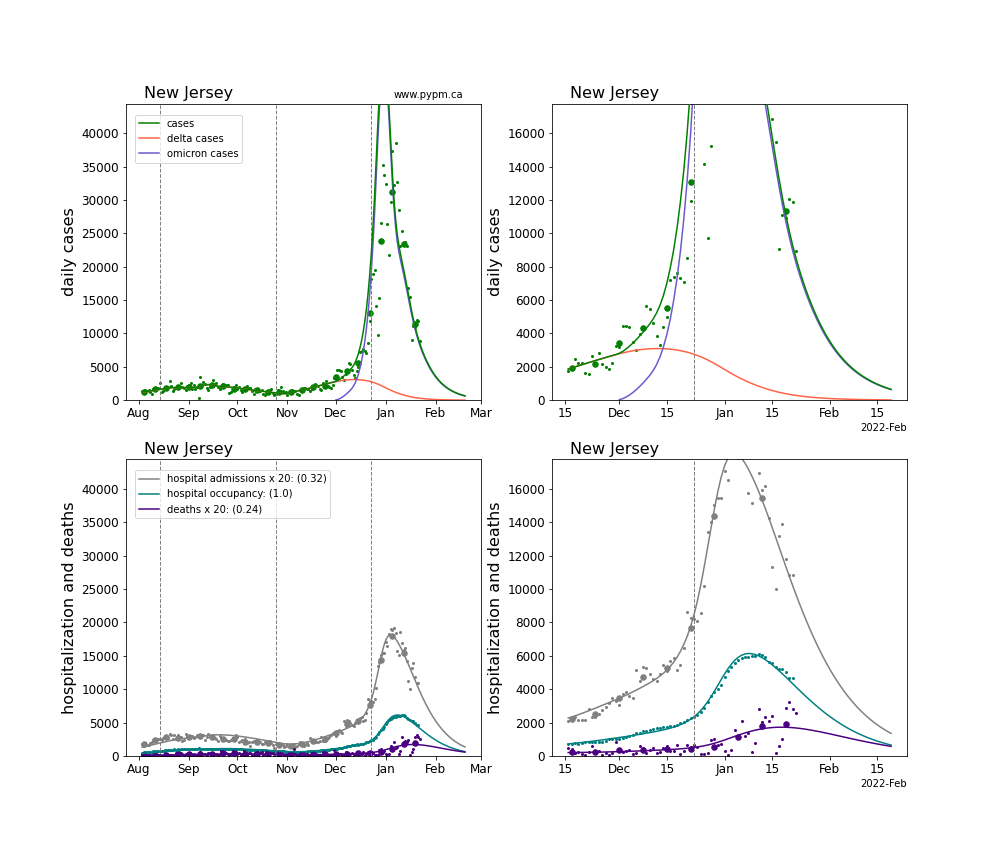 New Jersey
www.pypm.ca
New Jersey
daily cases
40000
35000
30000
25000
20000
15000
10000
5000
0
cases
delta cases
omicron cases
Aug Sep Oct Nov Dec Jan Feb Mar
daily cases
16000
14000
12000
10000
8000
6000
4000
2000
0
15 Dec 15 Jan 15 Feb 15
2022-Feb
New Jersey
New Jersey
hospitalization and deaths
40000
35000
30000
25000
20000
15000
10000
5000
0
hospital admissions x 20: (0.32)
hospital occupancy: (1.0)
deaths x 20: (0.24)
Aug Sep Oct Nov Dec Jan Feb Mar
hospitalization and deaths
16000
14000
12000
10000
8000
6000
4000
2000
0
15 Dec 15 Jan 15 Feb 15
2022-Feb